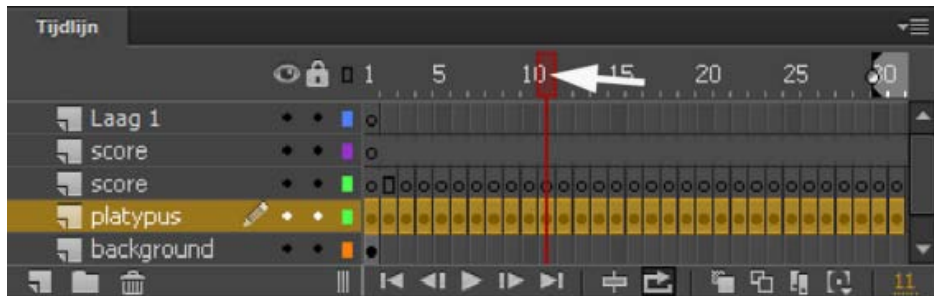 Tijdlijn
1 5 10 15 20 25 30
Laag 1
score
score
platypus
background
11